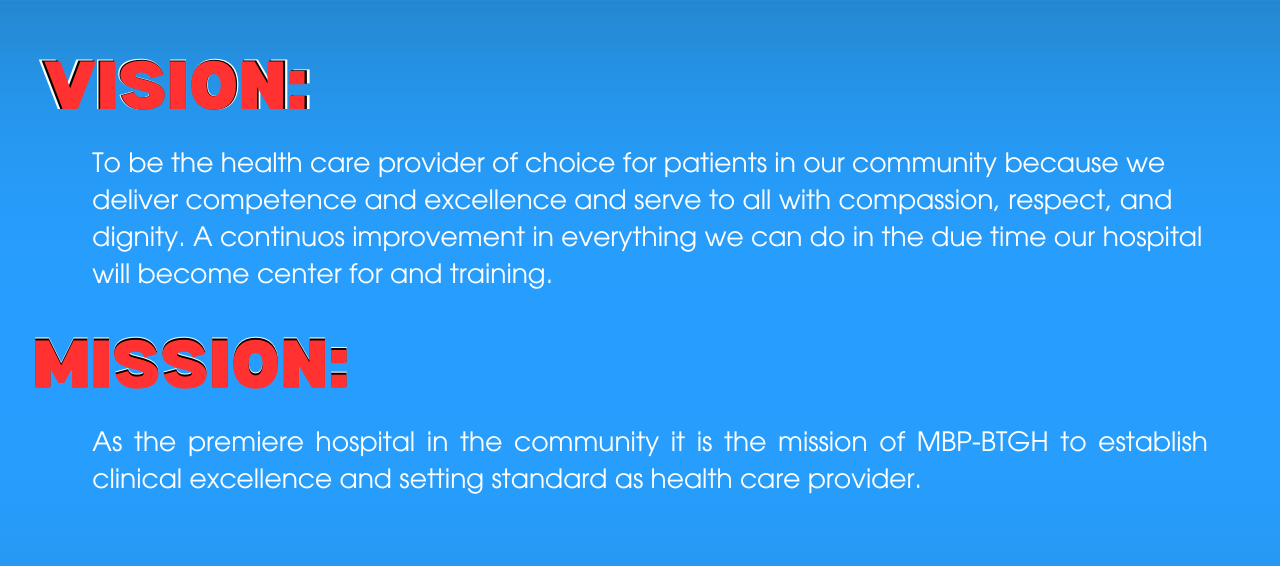 VISION:
To be the health care provider of choice for patients in our community because we
deliver competence and excellence and serve to all with compassion, respect, and
dignity. A continuos improvement in everything we can do in the due time our hospital
will become center for and training.
MISSION:
As the premiere hospital in the community it is the mission of MBP-BTGH to establish
clinical excellence and setting standard as health care provider.